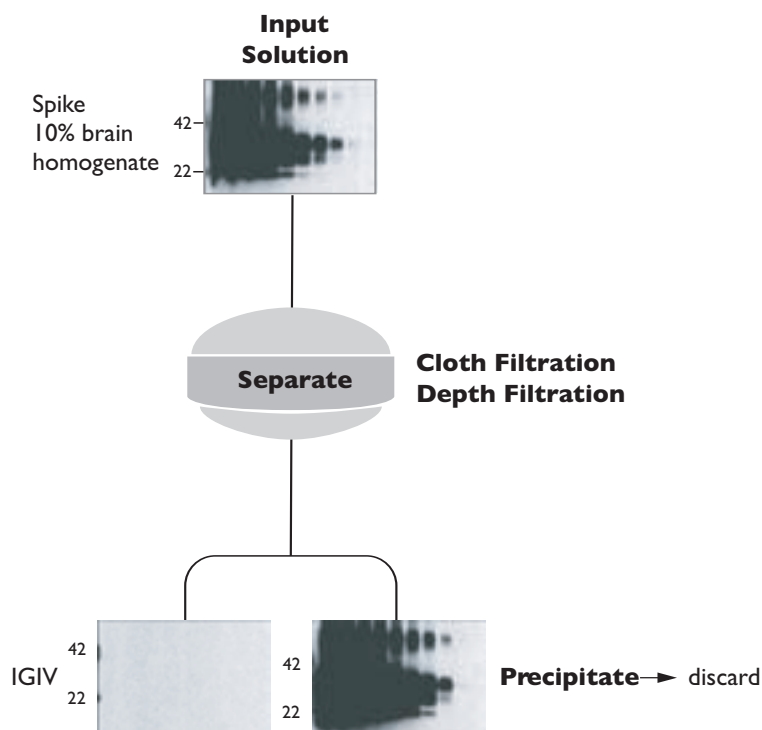 Input
Solution
Spike
10% brain
homogenate
42
22
Separate
Cloth Filtration
Depth Filtration
IGIV
42
22
42
22
Precipitate
discard